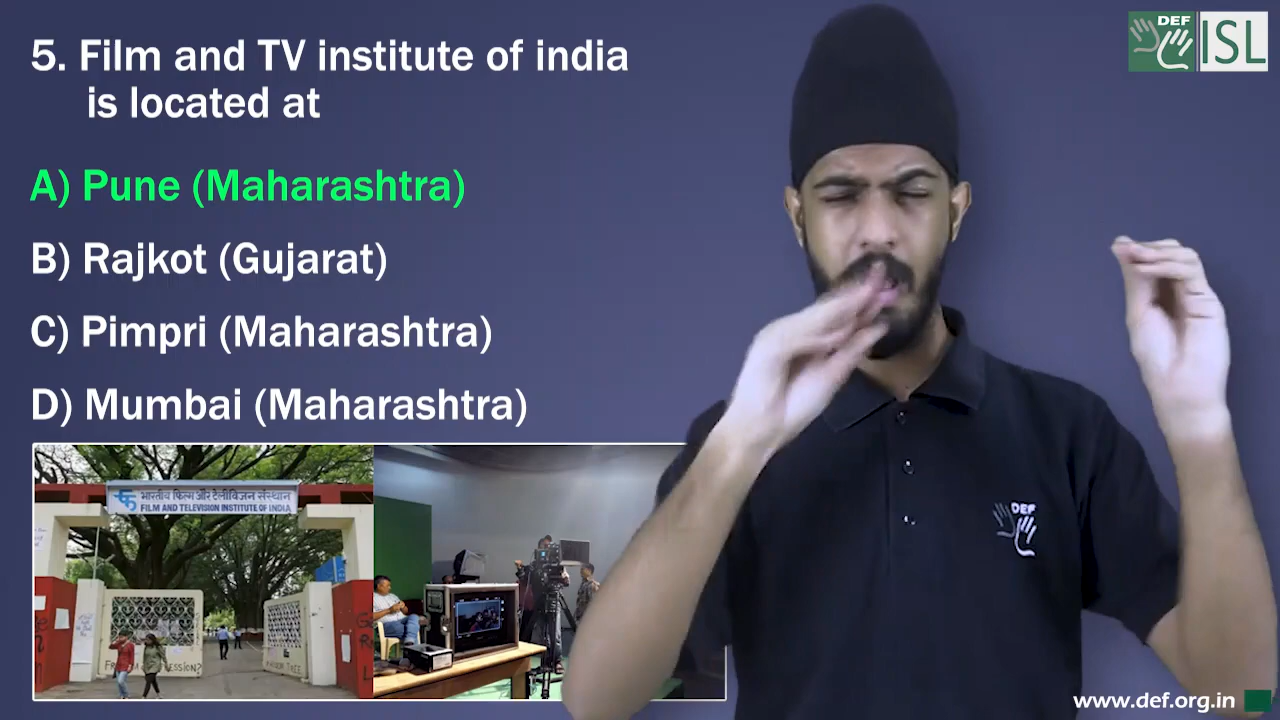 5. Film and TV institute of india
is located at
A) Pune (Maharashtra)
B) Rajkot (Gujarat)
C) Pimpri (Maharashtra)
D) Mumbai (Maharashtra)
DEF
ISL
भारतीय फिल्म और टेलीविजन संस्थान
FILM AND TELEVISION INSTITUTE OF INDIA
DEF
www.def.org.in